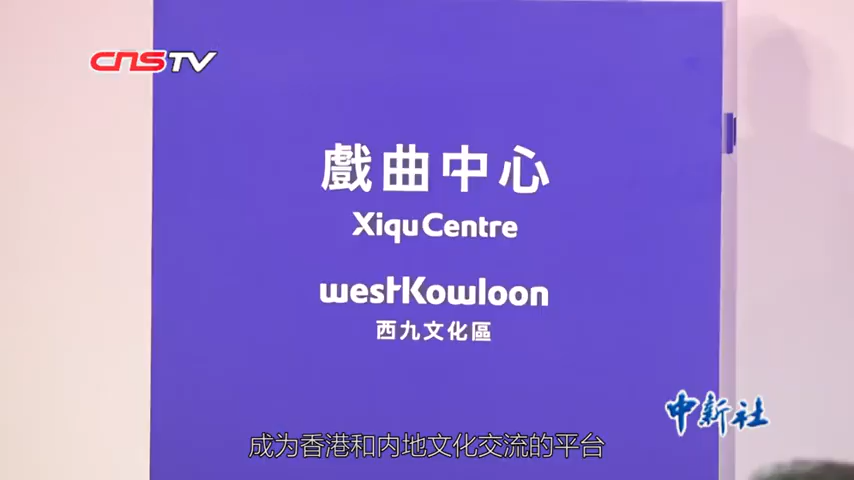 CNSTV
戲曲中心
Xiqu Centre
westKowloon
西九文化區
中新社
成为香港和内地文化交流的平台